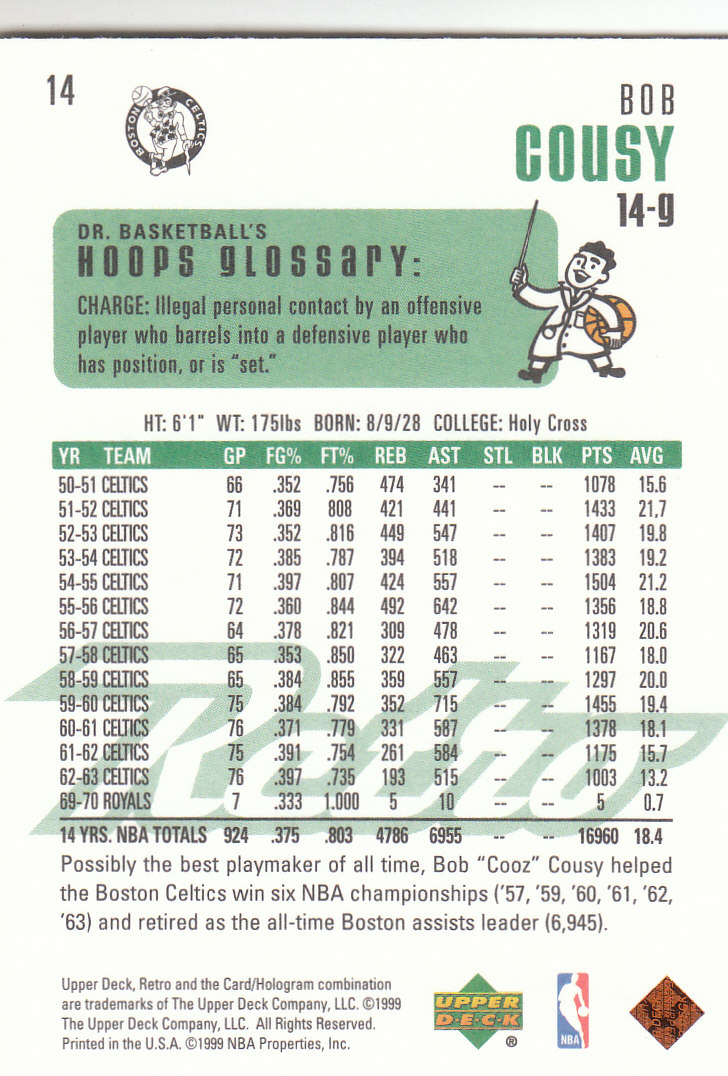 14
BOSTON CELTICS
BOB
COUSY
14-g
DR. BASKETBALL'S
HOOPS GLOSSARY:
CHARGE: Illegal personal contact by an offensive
player who barrels into a defensive player who
has position, or is "set."
HT: 6'1" WT: 175lbs BORN: 8/9/28 COLLEGE: Holy Cross
YR TEAM GP FG% FT% REB AST STL BLK PTS AVG
50-51 CELTICS 66 .352 .756 474 341 -- -- 1078 15.6
51-52 CELTICS 71 .369 808 421 441 -- -- 1433 21.7
52-53 CELTICS 73 .352 .816 449 547 -- -- 1407 19.8
53-54 CELTICS 72 .385 .787 394 518 -- -- 1383 19.2
54-55 CELTICS 71 .397 .807 424 557 -- -- 1504 21.2
55-56 CELTICS 72 .360 .844 492 642 -- -- 1356 18.8
56-57 CELTICS 64 .378 .821 309 478 -- -- 1319 20.6
57-58 CELTICS 65 .353 .850 322 463 -- -- 1167 18.0
58-59 CELTICS 65 .384 .855 359 557 -- -- 1297 20.0
59-60 CELTICS 75 .384 .792 352 715 -- -- 1455 19.4
60-61 CELTICS 76 .371 .779 331 587 -- -- 1378 18.1
61-62 CELTICS 75 .391 .754 261 584 -- -- 1175 15.7
62-63 CELTICS 76 .397 .735 193 515 -- -- 1003 13.2
69-70 ROYALS 7 .333 1.000 5 10 -- -- 5 0.7
14 YRS. NBA TOTALS 924 .375 .803 4786 6955 -- -- 16960 18.4
Retro
Possibly the best playmaker of all time, Bob "Cooz" Cousy helped
the Boston Celtics win six NBA championships ('57, '59, '60, '61, '62,
'63) and retired as the all-time Boston assists leader (6,945).
Upper Deck, Retro and the Card/Hologram combination
are trademarks of The Upper Deck Company, LLC. ©1999
The Upper Deck Company, LLC. All Rights Reserved.
Printed in the U.S.A. ©1999 NBA Properties, Inc.
UPPER
D·E·C·K
®
NBA